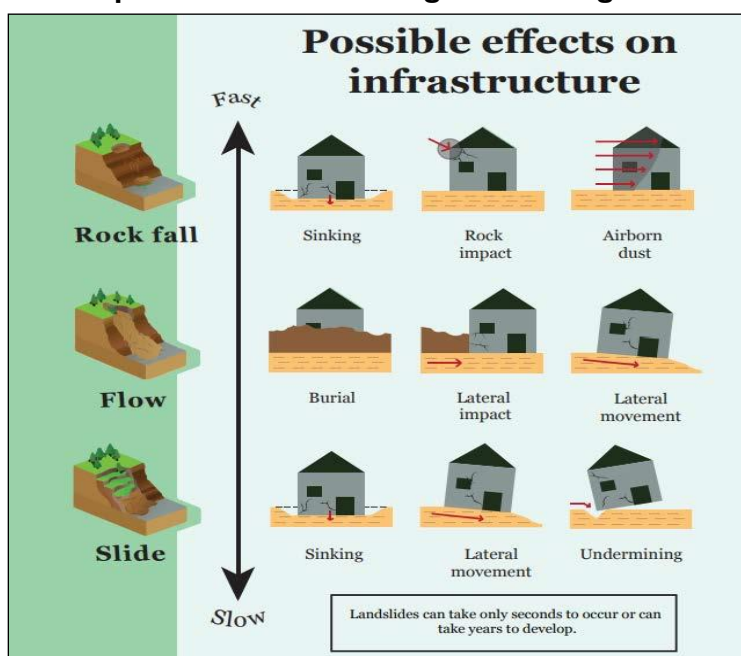 Possible effects on
infrastructure
Fast
Rock fall
Sinking
Rock
impact
Airborn
dust
Flow
Burial
Lateral
impact
Lateral
movement
Slide
Sinking
Lateral
movement
Undermining
Slow
Landslides can take only seconds to occur or can
take years to develop.